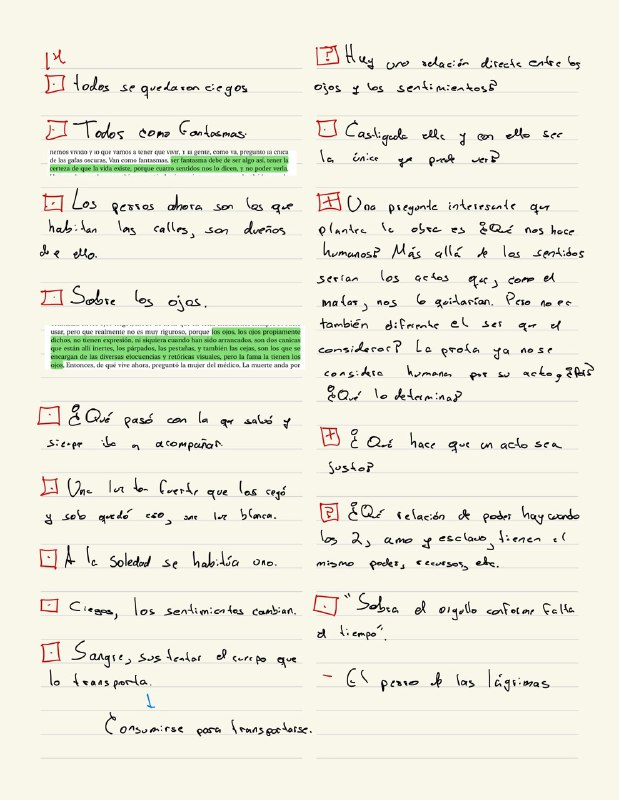 todos se quedaron ciegos
Todos como fantasmas.
hemos vivido y lo que vamos a tener que vivir. Y la gente, como va, preguntó la chica
de las gafas oscuras. Van como fantasmas, ser fantasma debe de ser algo así, tener la
certeza de que la vida existe, porque cuatro sentidos nos lo dicen, y no poder verla.
Los perros ahora son los que
habitan las calles, son dueños
de ello.
Sobre los ojos.
usar, pero que realmente no es muy riguroso, porque los ojos, los ojos propiamente
dichos, no tienen expresión, ni siquiera cuando han sido arrancados, son dos canicas
que están allí inertes, los párpados, las pestañas, y también las cejas, son los que se
encargan de las diversas elocuencias y retóricas visuales, pero la fama la tienen los
ojos. Entonces, de qué vive ahora, preguntó la mujer del médico. La muerte anda por
¿Qué pasó con la que salvó y
siempre iba a acompañar
Una luz tan fuerte que los cegó
y solo quedó eso, una luz blanca.
A la soledad se habitúa uno.
Ciegos, los sentimientos cambian.
Sangre, sustentar el cuerpo que
lo transporta.
Consumirse para transportarse.
? Hay una relación directa entre los
ojos y los sentimientos?
Castigada ella y con ello ser
la única que puede ver?
+ Una pregunta interesante que
plantea la obra es ¿Qué nos hace
humanos? Más allá de los sentidos
serían los actos que, como el
matar, nos lo quitarían. Pero no es
también diferente el ser que el
considerar? La prota ya no se
considera humana por su acto, ¿Pero?
¿Qué lo determina?
+ ¿Qué hace que un acto sea
justo?
? ¿Qué relación de poder hay cuando
los 2, amo y esclavo, tienen el
mismo poder, recursos, etc.
"Sobra el orgullo conforme falta
el tiempo".
- El perro de las lágrimas